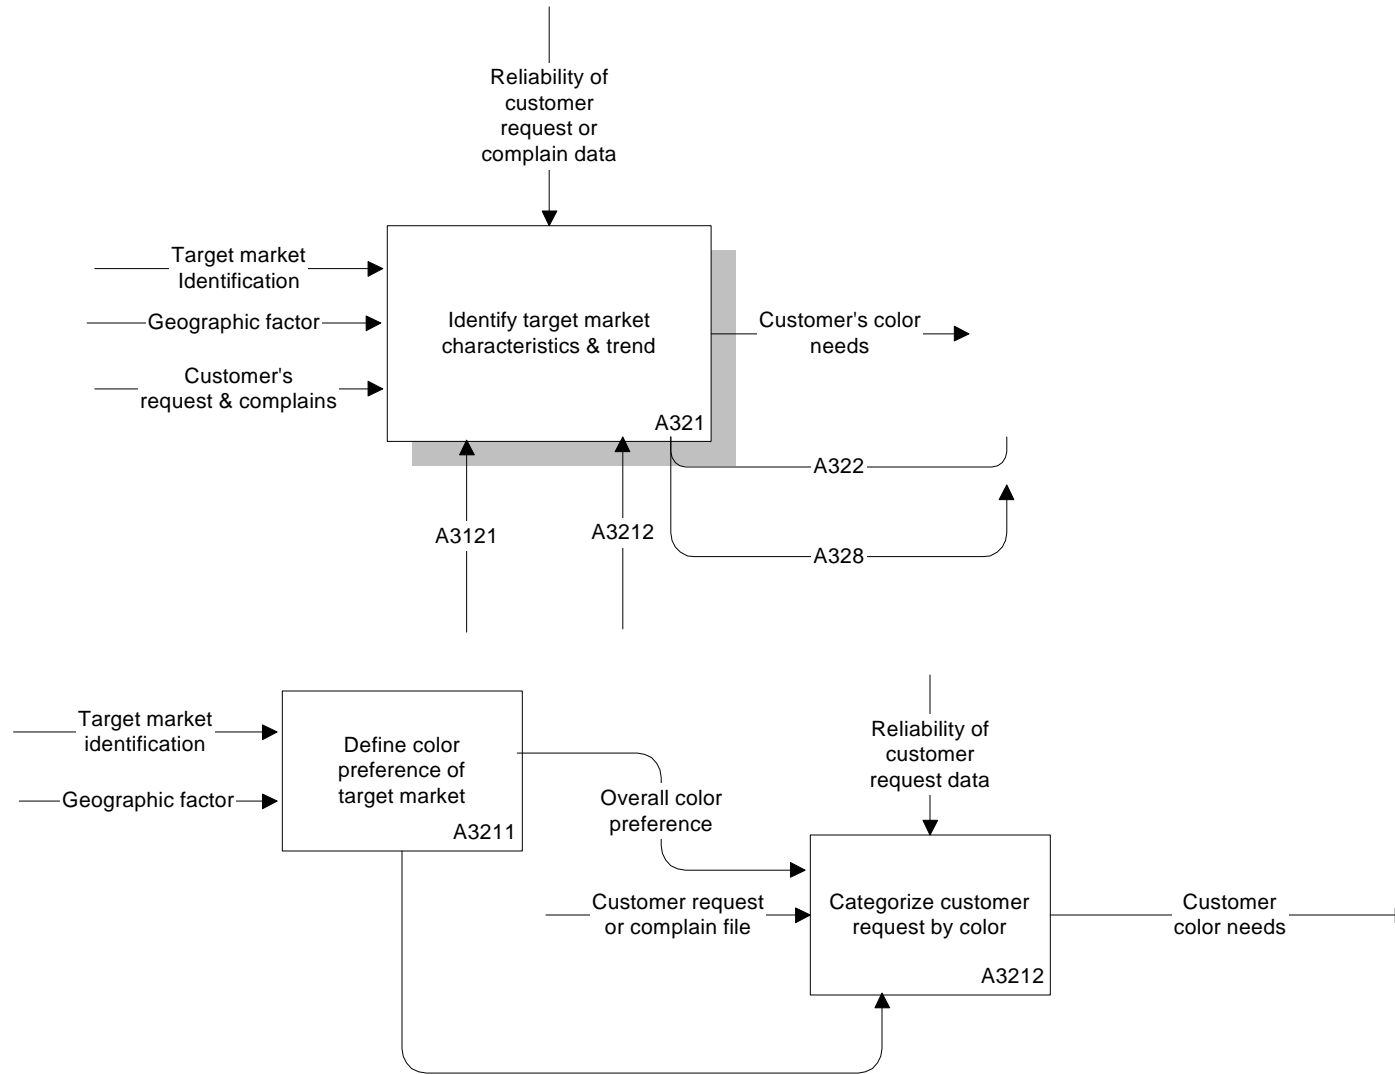 Reliability of
customer
request or
complain data
Target market
Identification
Geographic factor
Customer's
request & complains
Identify target market
characteristics & trend
A321
Customer's color
needs
A322
A3121
A3212
A328
Target market
identification
Geographic factor
Define color
preference of
target market
A3211
Overall color
preference
Reliability of
customer
request data
Customer request
or complain file
Categorize customer
request by color
A3212
Customer
color needs